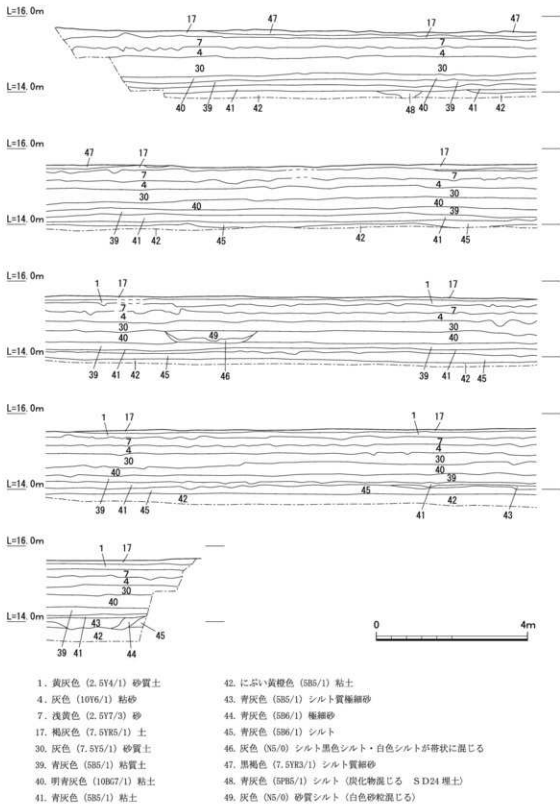 L=16.0m
17 47 17 47
7 7
4 4
30 30
L=14.0m
40 39 41 42 48 40 39 41 42
L=16.0m
47 17 17
7 7
4 4
30 30
40 40
39
L=14.0m
39 41 42 45 42 41 45
L=16.0m
1 17 1 17
7 7
4 4
30 30
40 49 40
L=14.0m
39 41 42 45 46 39 41 42 45
L=16.0m
1 17 1 17
7 7
4 4
30 30
40 40
39
L=14.0m
39 41 45 42 45 41 42 43
L=16.0m
1 17
7
4
30
40
L=14.0m
43
42
39 41 44 45
0 4m
1. 黄灰色 (2.5Y4/1) 砂質土
4. 灰色 (10Y6/1) 粘砂
7. 浅黄色 (2.5Y7/3) 砂
17. 褐灰色 (7.5YR5/1) 土
30. 灰色 (7.5Y5/1) 砂質土
39. 青灰色 (5B5/1) 粘質土
40. 明青灰色 (10BG7/1) 粘土
41. 青灰色 (5B5/1) 粘土
42. にぶい黄橙色 (5B5/1) 粘土
43. 青灰色 (5B5/1) シルト質極細砂
44. 青灰色 (5B6/1) 極細砂
45. 青灰色 (5B6/1) シルト
46. 灰色 (N5/0) シルト黒色シルト・白色シルトが帯状に混じる
47. 黒褐色 (7.5YR3/1) シルト質細砂
48. 青灰色 (5PB5/1) シルト (炭化物混じる SD24埋土)
49. 灰色 (N5/0) 砂質シルト (白色砂粒混じる)